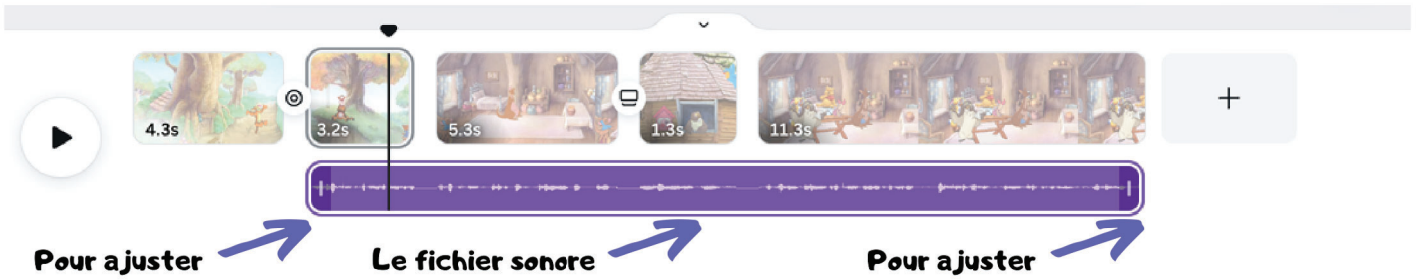 4.3s
3.2s
5.3s
1.3s
11.3s
Pour ajuster
Le fichier sonore
Pour ajuster